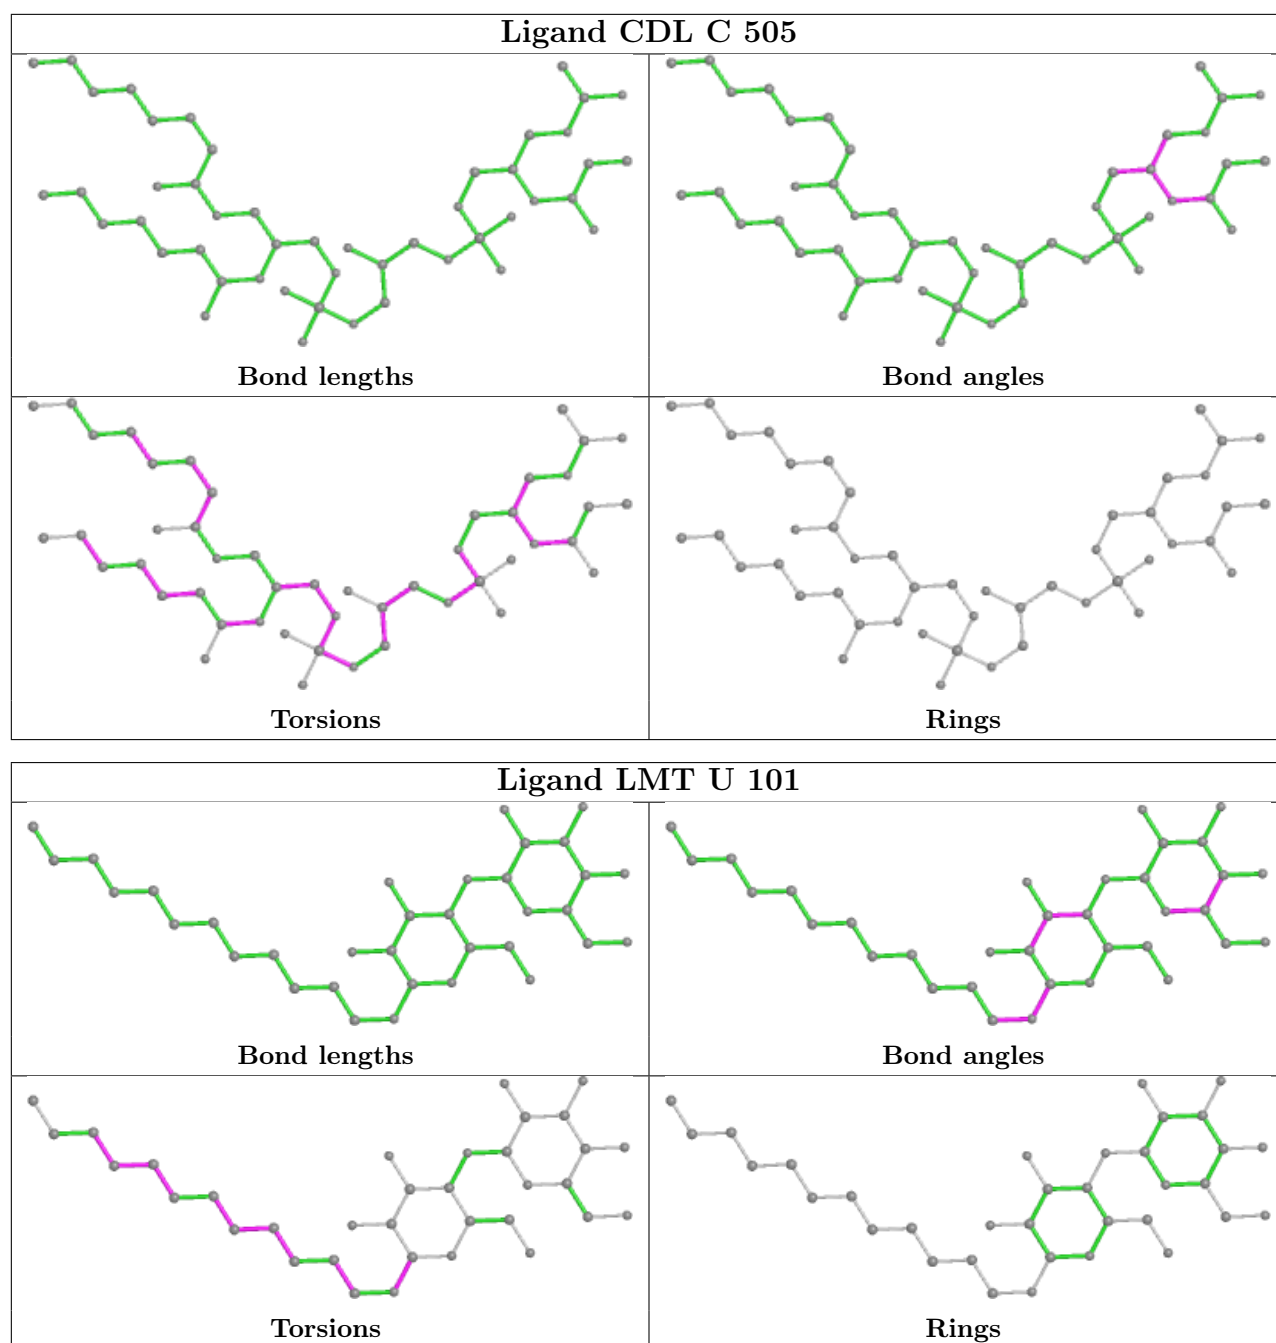 Ligand CDL C 505
Bond lengths
Bond angles
Torsions
Rings
Ligand LMT U 101
Bond lengths
Bond angles
Torsions
Rings